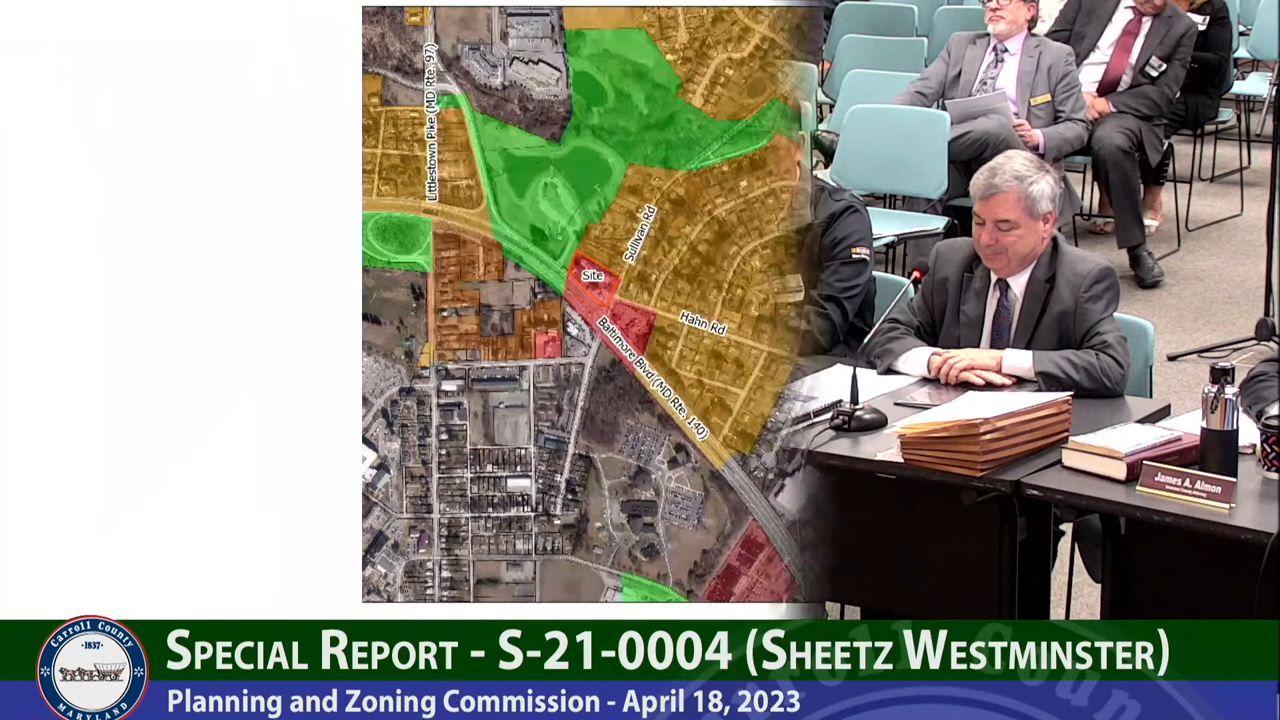 Littlestown Pike (MD Rte. 97)
Sullivan Rd
Site
Hahn Rd
Baltimore Blvd (MD Rte. 140)
James A. Almon
Carroll County
1837
MARYLAND
SPECIAL REPORT - S-21-0004 (SHEETZ WESTMINSTER)
Planning and Zoning Commission - April 18, 2023